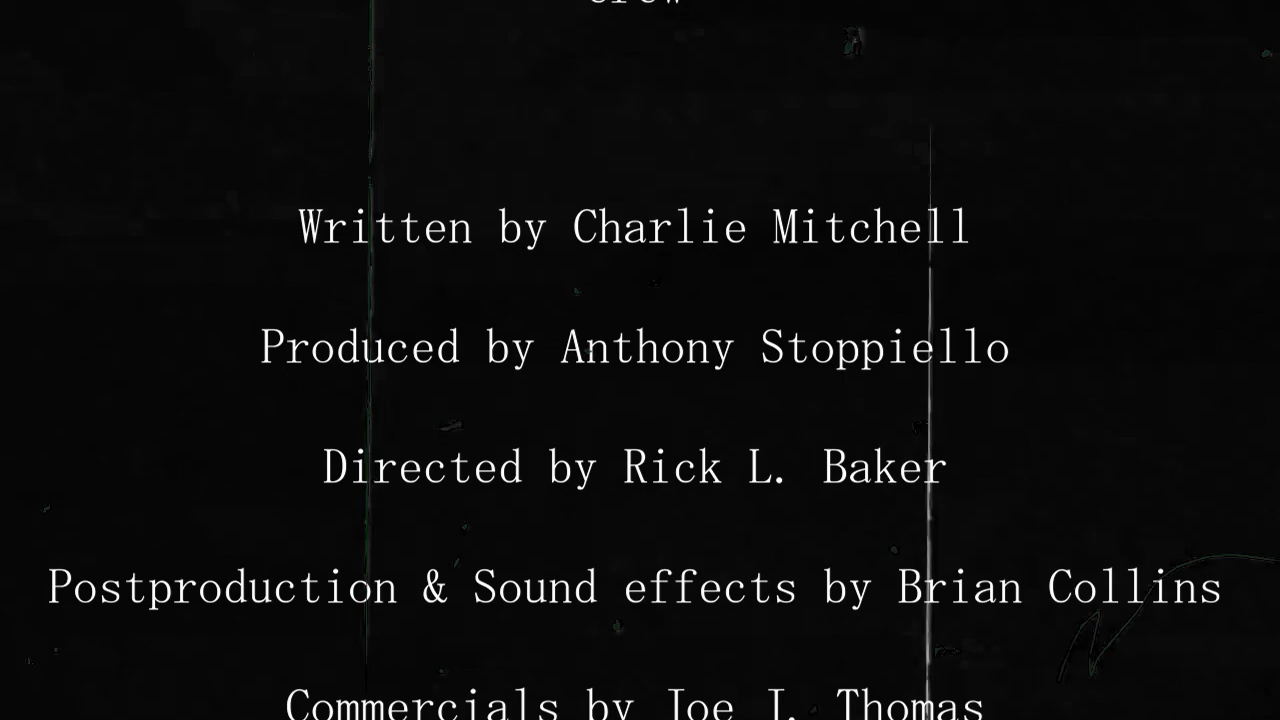 Crew
Written by Charlie Mitchell
Produced by Anthony Stoppiello
Directed by Rick L. Baker
Postproduction & Sound effects by Brian Collins
Commercials by Joe Thomas